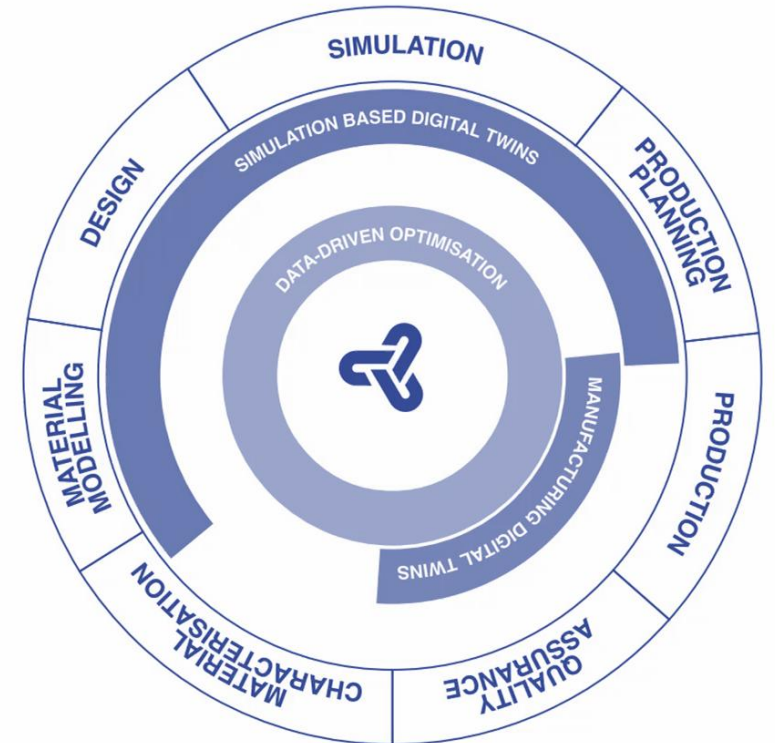 SIMULATION
PRODUCTION
PLANNING
PRODUCTION
QUALITY
ASSURANCE
MATERIAL
CHARACTERISATION
MATERIAL
MODELLING
DESIGN
SIMULATION BASED DIGITAL TWINS
MANUFACTURING DIGITAL TWINS
DATA-DRIVEN OPTIMISATION